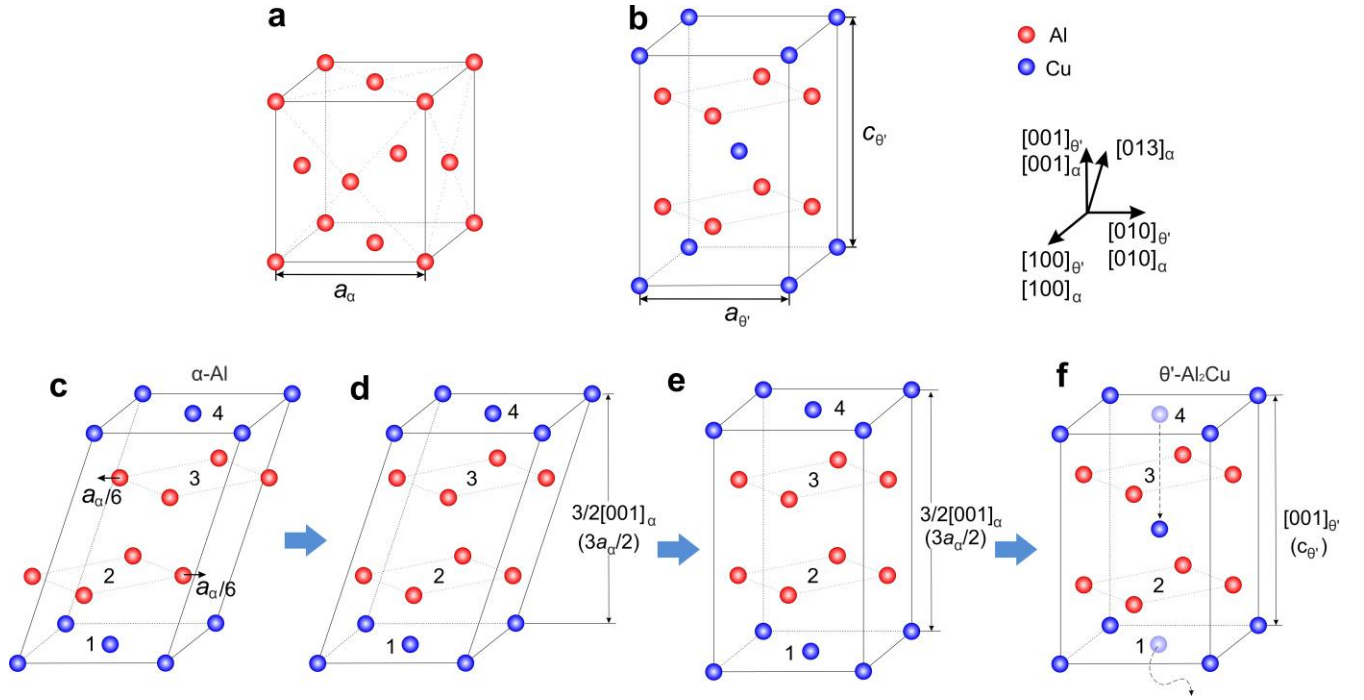 a
b
Al
Cu
aα
aθ'
cθ'
[001]θ'
[001]α
[013]α
[010]θ'
[010]α
[100]θ'
[100]α
c
α-Al
4
3
aα/6
2
aα/6
1
d
4
3
2
1
3/2[001]α
(3aα/2)
e
4
3
2
1
3/2[001]α
(3aα/2)
f
θ'-Al₂Cu
4
3
2
1
[001]θ'
(cθ')